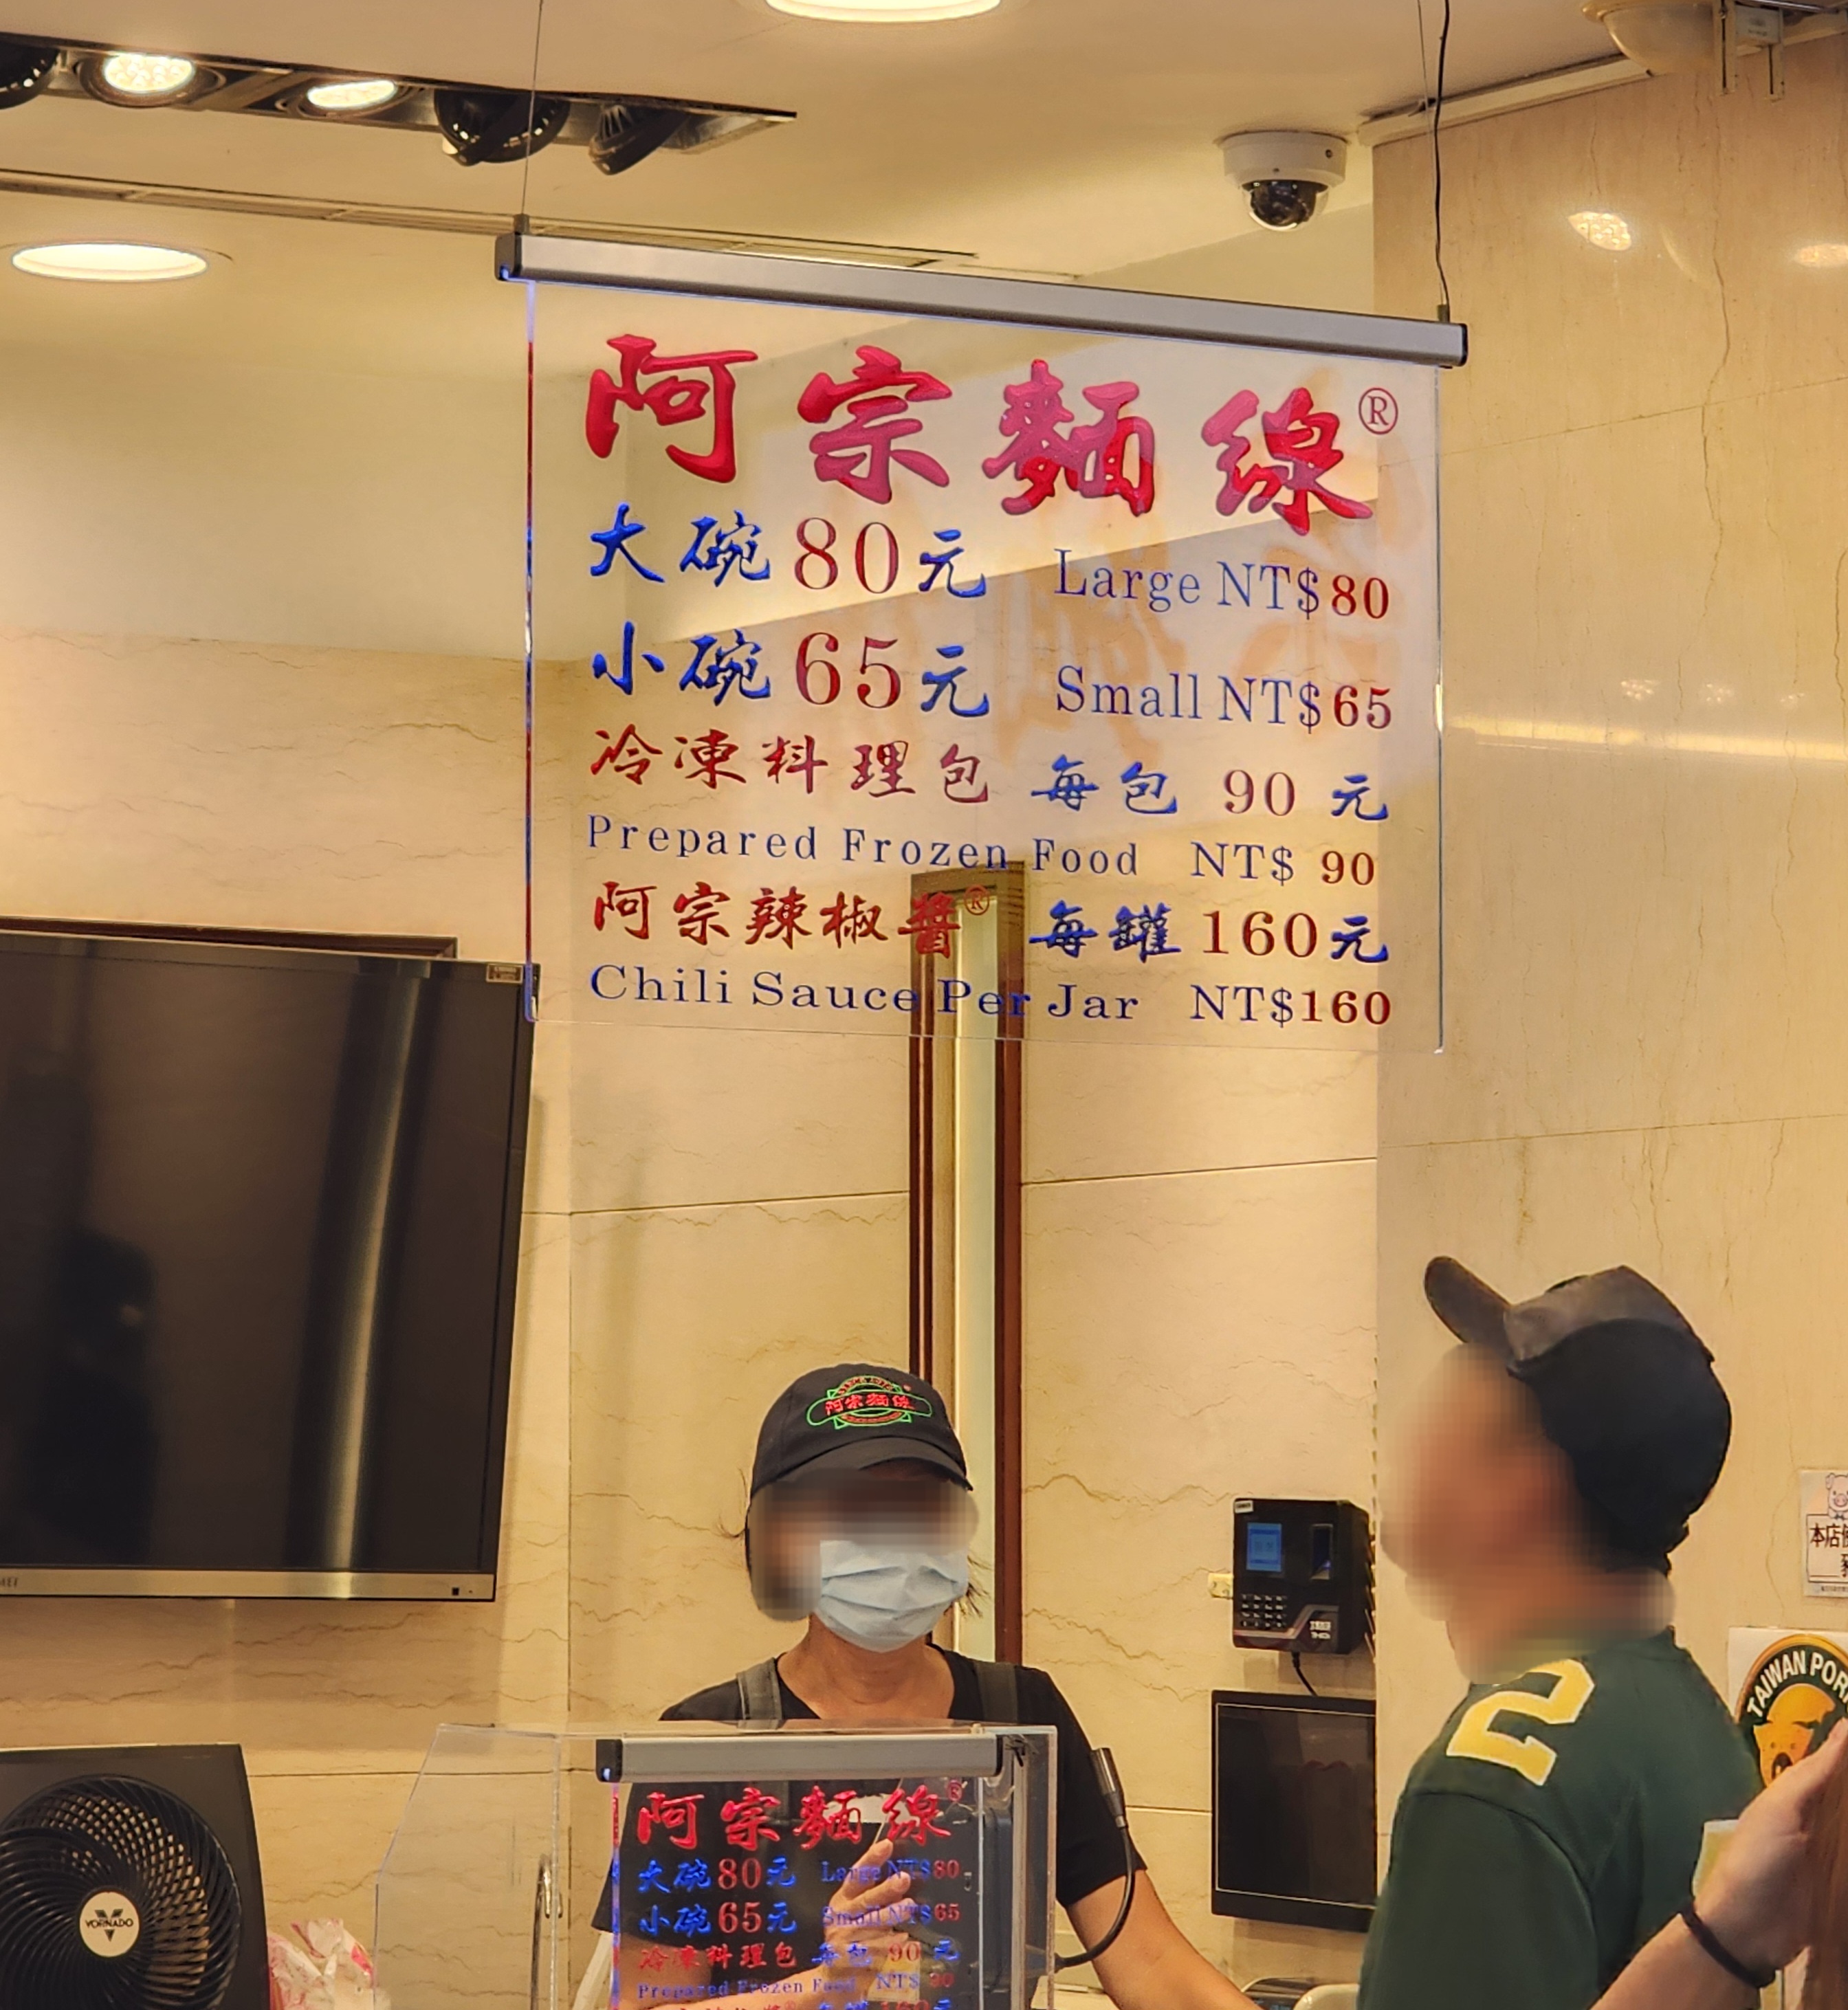 阿宗麵線®
大碗80元 Large NT$80
小碗65元 Small NT$65
冷凍料理包 每包 90 元
Prepared Frozen Food NT$ 90
阿宗辣椒醬® 每罐160元
Chili Sauce Per Jar NT$160
阿宗麵線
本店
TAIWAN POR
2
VORNADO
阿宗麵線®
大碗80元 Large NT$80
小碗65元 Small NT$65
冷凍料理包 每包 90 元
Prepared Frozen Food NT$ 90